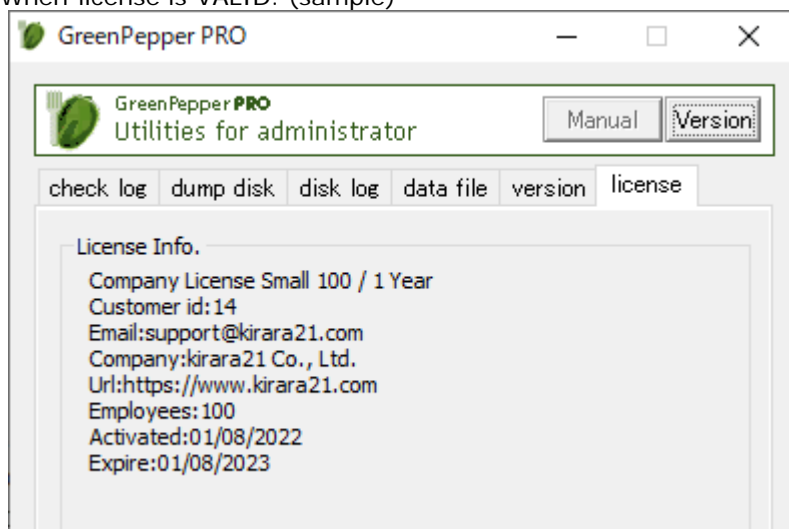 when license is VALID. (sample)
GreenPepper PRO
GreenPepper PRO
Utilities for administrator
Manual Version
check log dump disk disk log data file version license
License Info.
Company License Small 100 / 1 Year
Customer id:14
Email:support@kirara21.com
Company:kirara21 Co., Ltd.
Url:https://www.kirara21.com
Employees:100
Activated:01/08/2022
Expire:01/08/2023